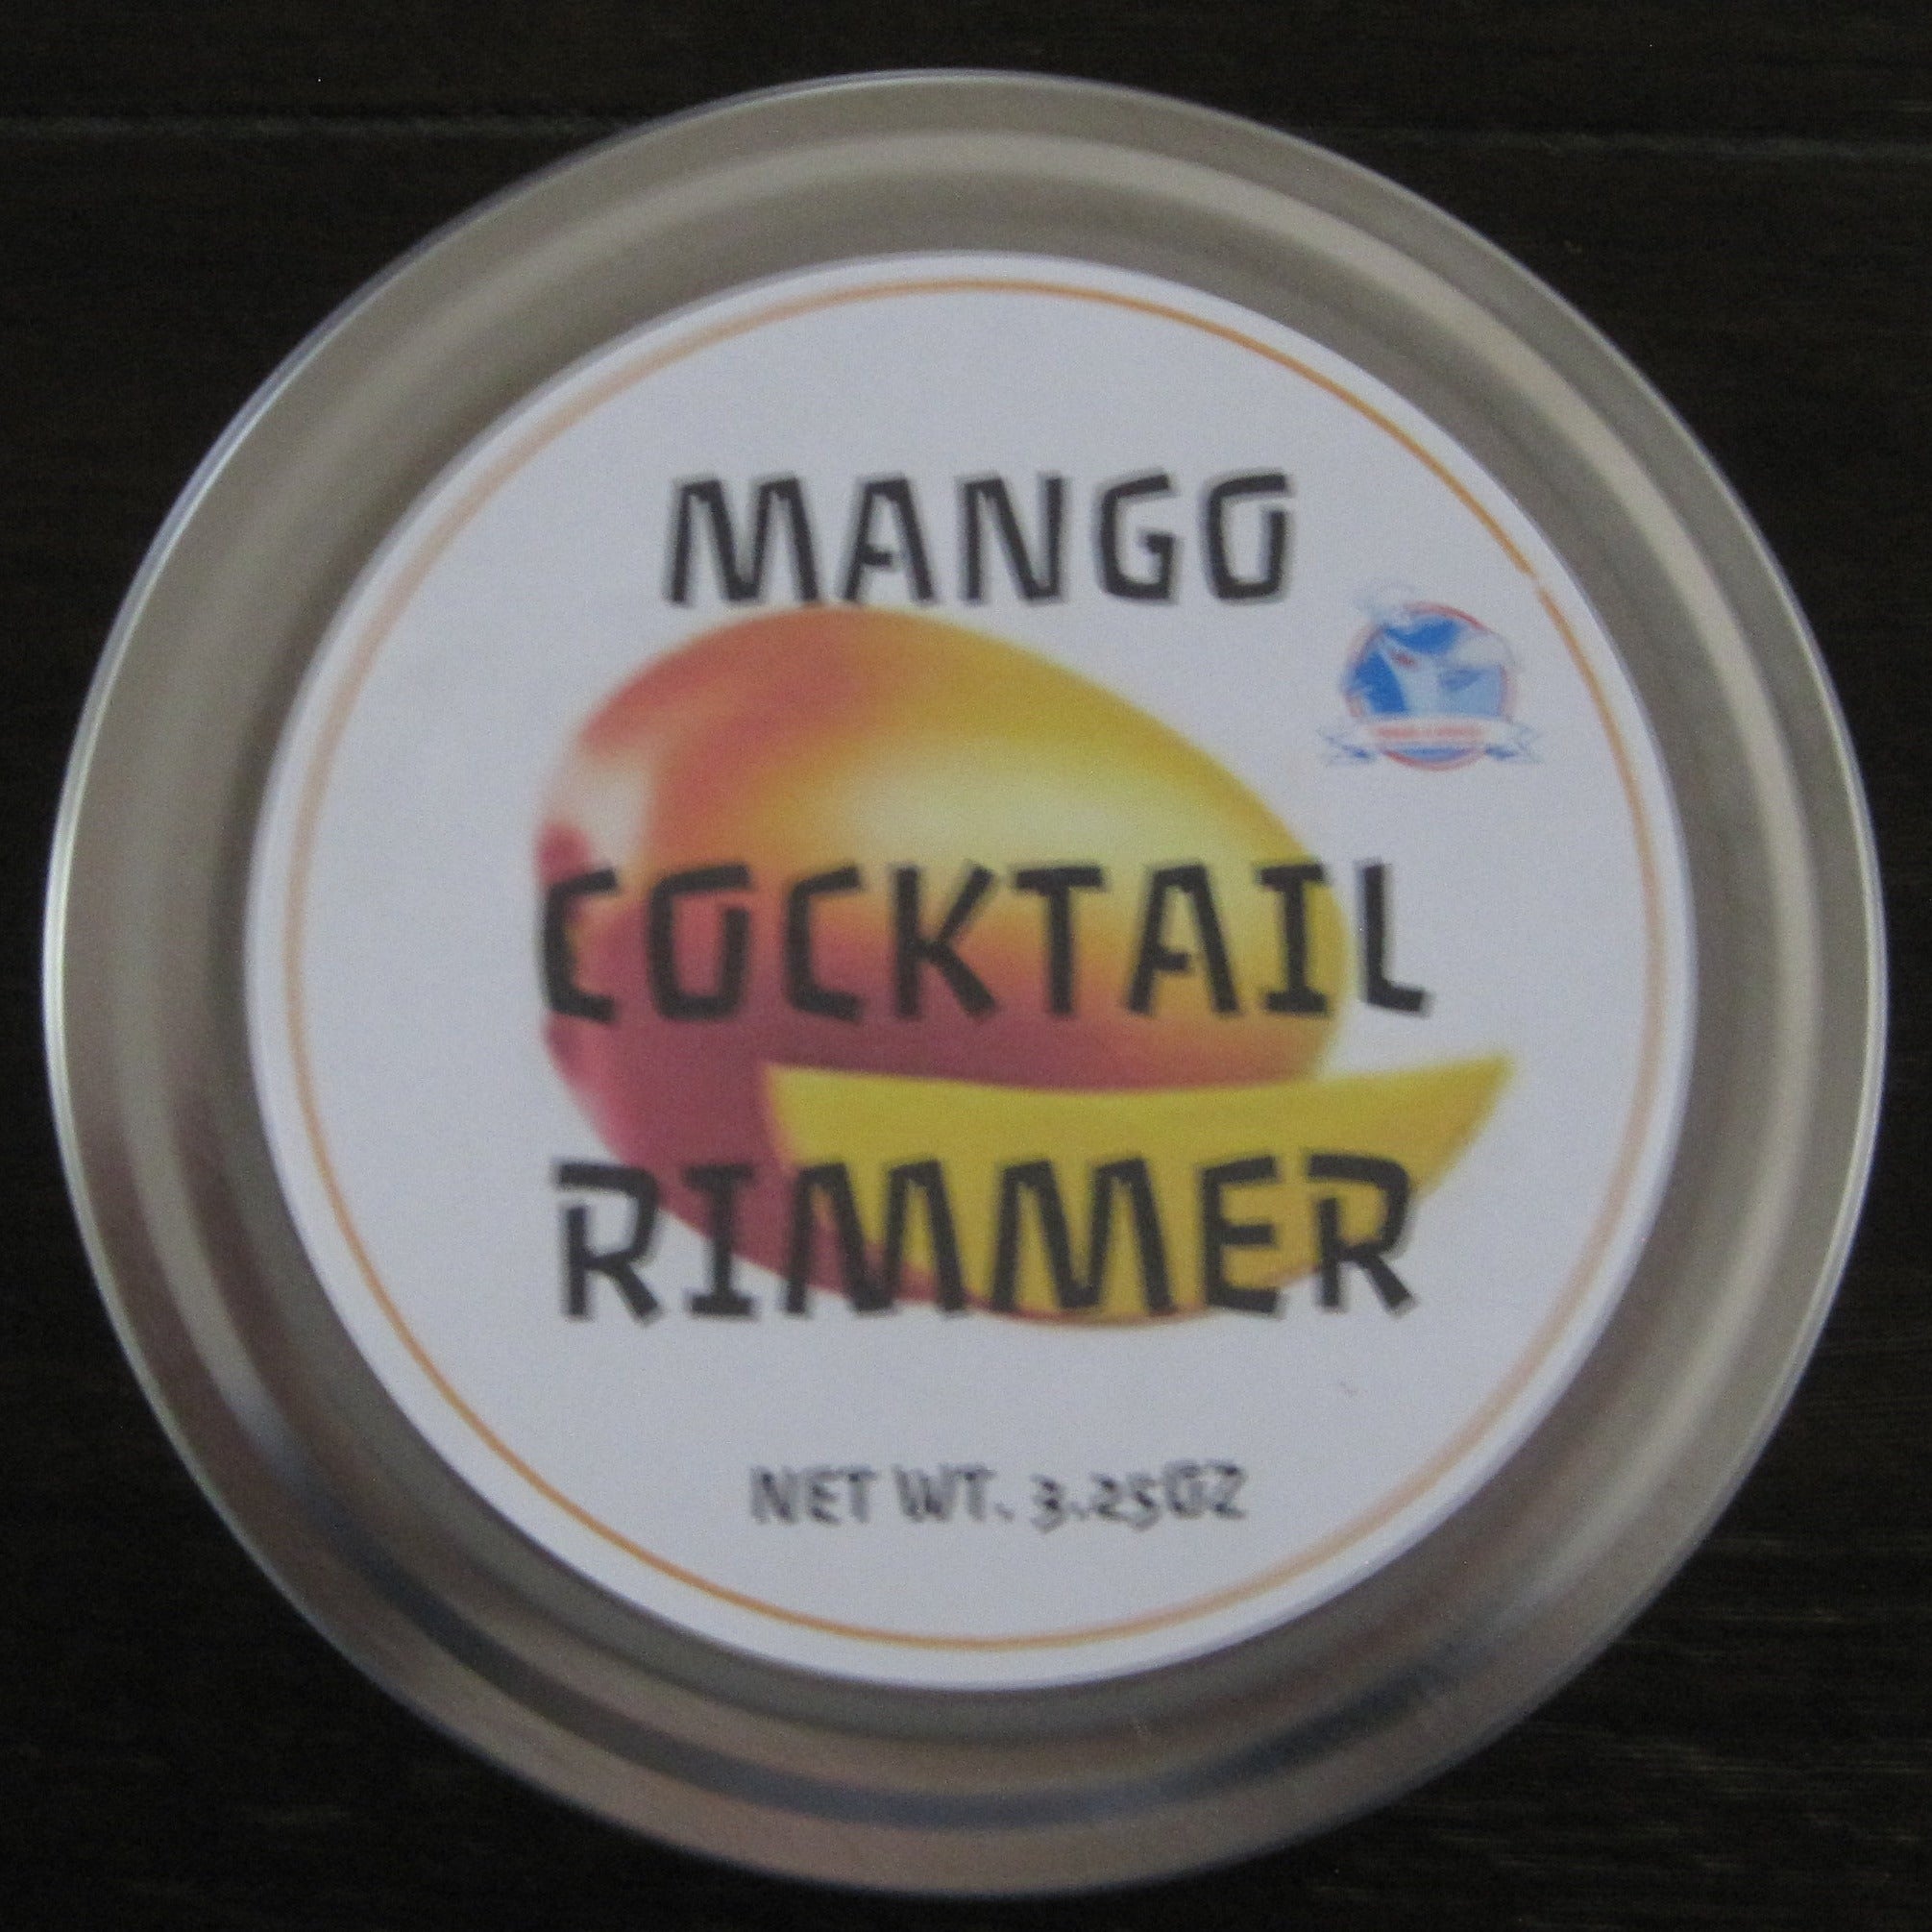 MANGO
COCKTAIL
RIMMER
NET WT. 3.25OZ